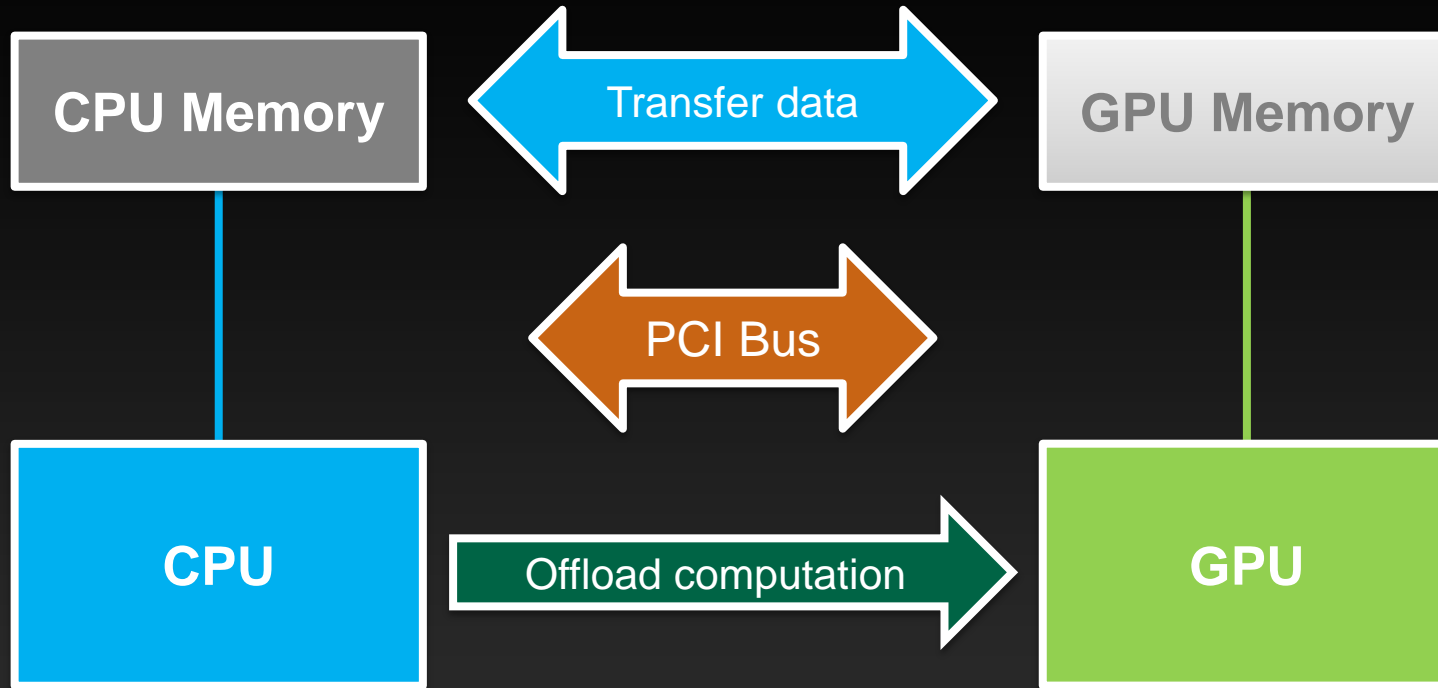 CPU Memory
Transfer data
GPU Memory
PCI Bus
CPU
Offload computation
GPU